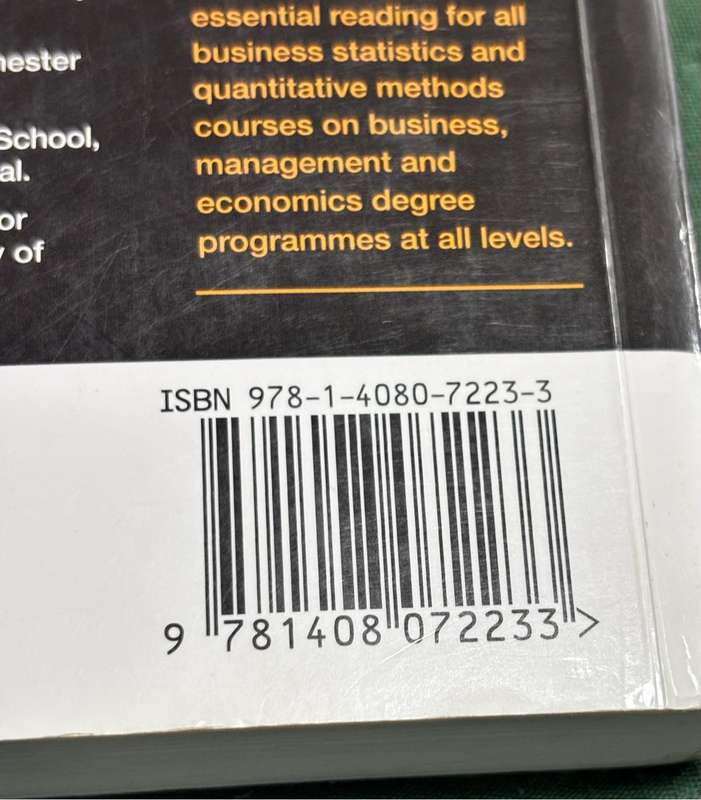 School,
al.
or
of
essential reading for all
business statistics and
quantitative methods
courses on business,
management and
economics degree
programmes at all levels.
ISBN 978-1-4080-7223-3
9 781408 072233 >